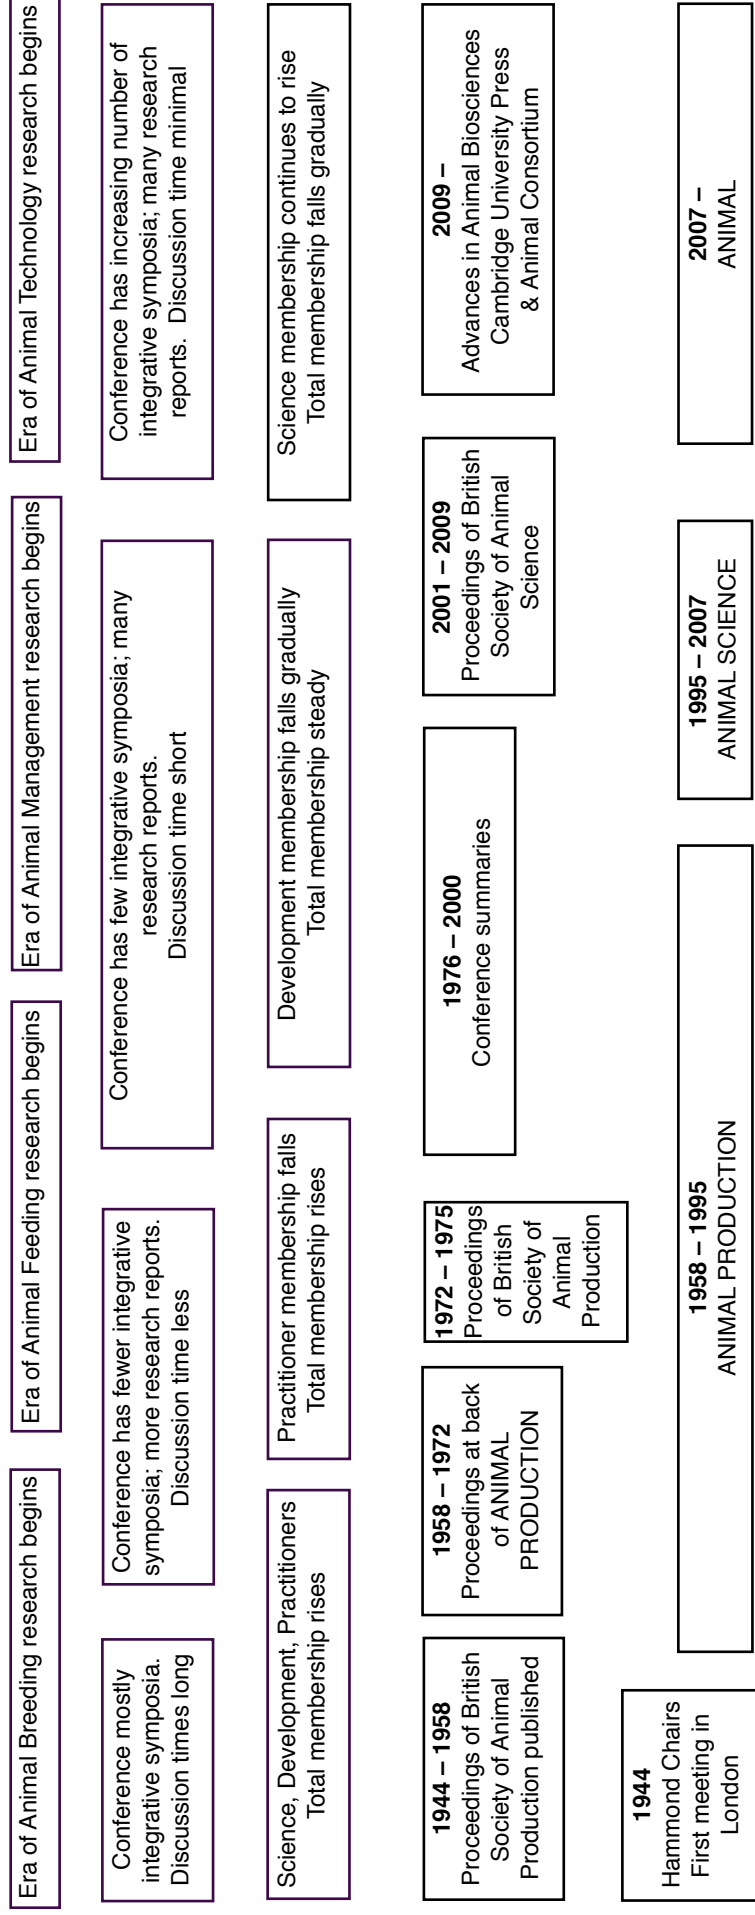 Era of Animal Breeding research begins
Era of Animal Feeding research begins
Era of Animal Management research begins
Era of Animal Technology research begins
Conference mostly
integrative symposia.
Discussion times long
Conference has fewer integrative
symposia; more research reports.
Discussion time less
Conference has few integrative symposia; many
research reports.
Discussion time short
Conference has increasing number of
integrative symposia; many research
reports. Discussion time minimal
Science, Development, Practitioners
Total membership rises
Practitioner membership falls
Total membership rises
Development membership falls gradually
Total membership steady
Science membership continues to rise
Total membership falls gradually
1944 – 1958
Proceedings of British
Society of Animal
Production published
1958 – 1972
Proceedings at back
of ANIMAL
PRODUCTION
1972 – 1975
Proceedings
of British
Society of
Animal
Production
1976 – 2000
Conference summaries
2001 – 2009
Proceedings of British
Society of Animal
Science
2009 –
Advances in Animal Biosciences
Cambridge University Press
& Animal Consortium
1944
Hammond Chairs
First meeting in
London
1958 – 1995
ANIMAL PRODUCTION
1995 – 2007
ANIMAL SCIENCE
2007 –
ANIMAL